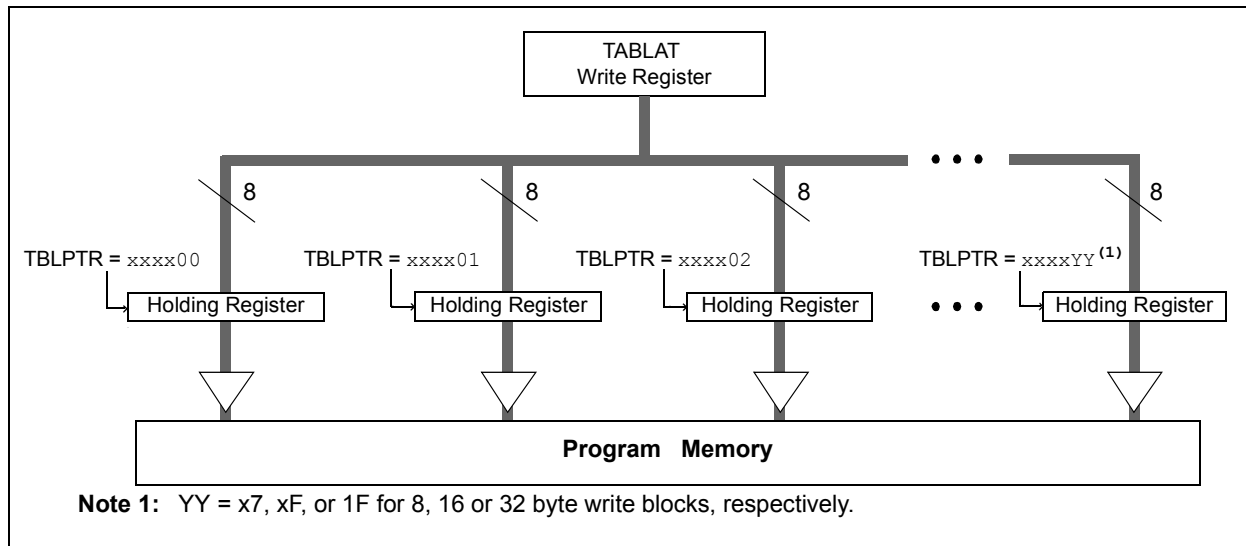 TABLAT
Write Register
8
8
8
8
TBLPTR = xxxx00
TBLPTR = xxxx01
TBLPTR = xxxx02
TBLPTR = xxxxYY(1)
Holding Register
Holding Register
Holding Register
Holding Register
Program Memory
Note 1: YY = x7, xF, or 1F for 8, 16 or 32 byte write blocks, respectively.